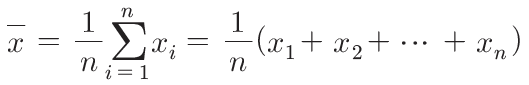 x̄ = 1/n ∑_{i=1}^{n} x_i = 1/n (x_1 + x_2 + ⋯ + x_n)